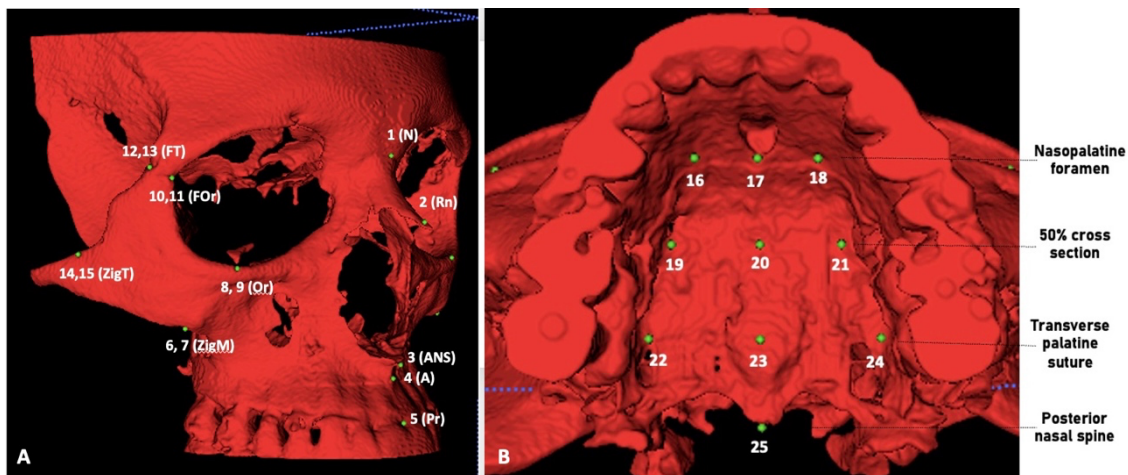 1 (N)
12,13 (FT)
10,11 (FOr)
2 (Rn)
14,15 (ZigT)
8, 9 (Or)
6, 7 (ZigM)
3 (ANS)
4 (A)
5 (Pr)
A
16
17
18
19
20
21
22
23
24
25
B
Nasopalatine
foramen
50% cross
section
Transverse
palatine
suture
Posterior
nasal spine